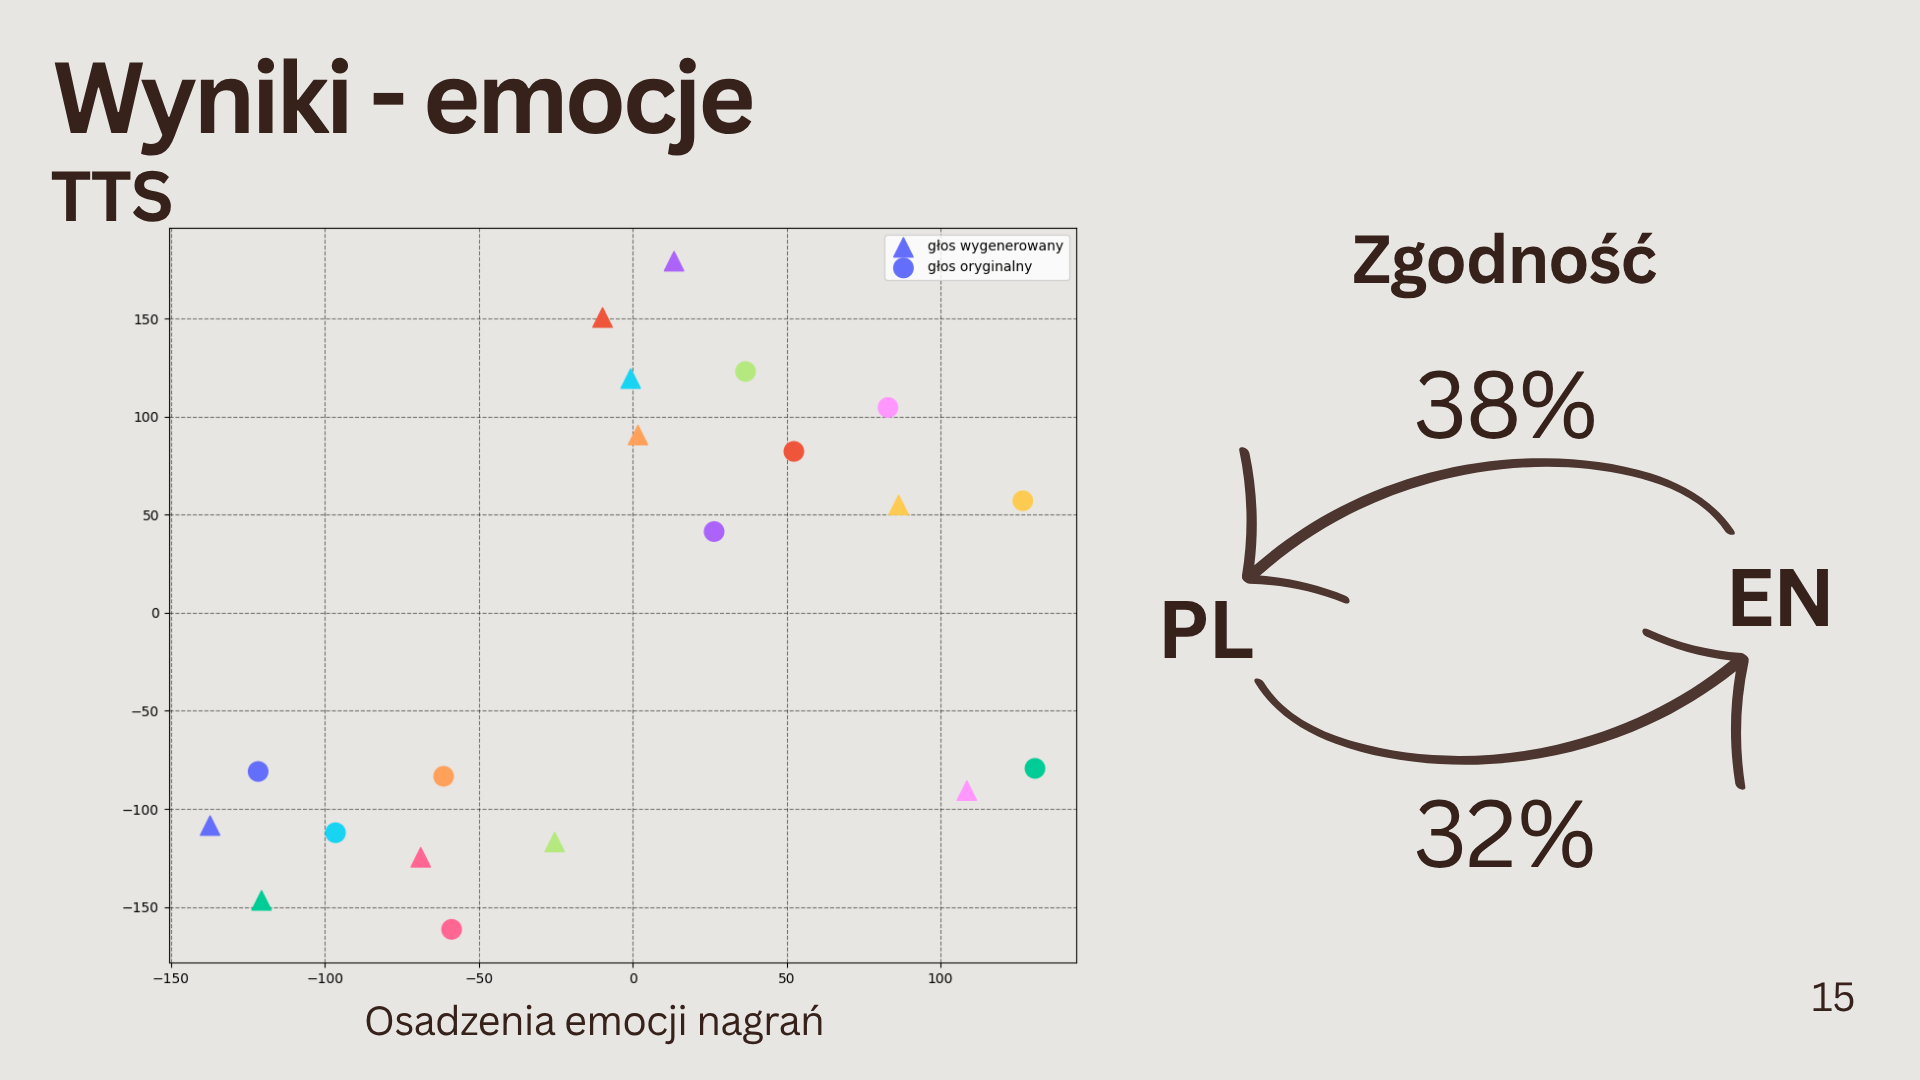 Wyniki - emocje
TTS
głos wygenerowany
głos oryginalny
150
100
50
0
−50
−100
−150
−150 −100 −50 0 50 100
Osadzenia emocji nagrań
Zgodność
38%
EN
PL
32%
15